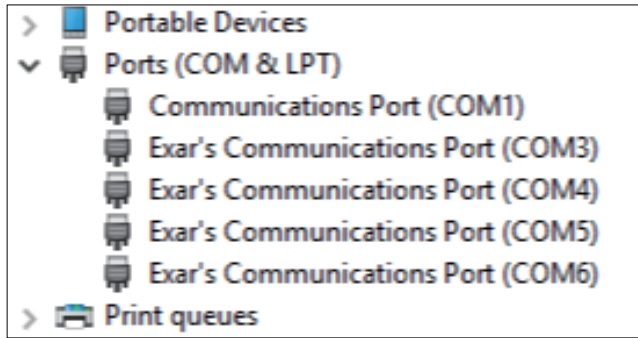 Portable Devices
Ports (COM & LPT)
Communications Port (COM1)
Exar's Communications Port (COM3)
Exar's Communications Port (COM4)
Exar's Communications Port (COM5)
Exar's Communications Port (COM6)
Print queues